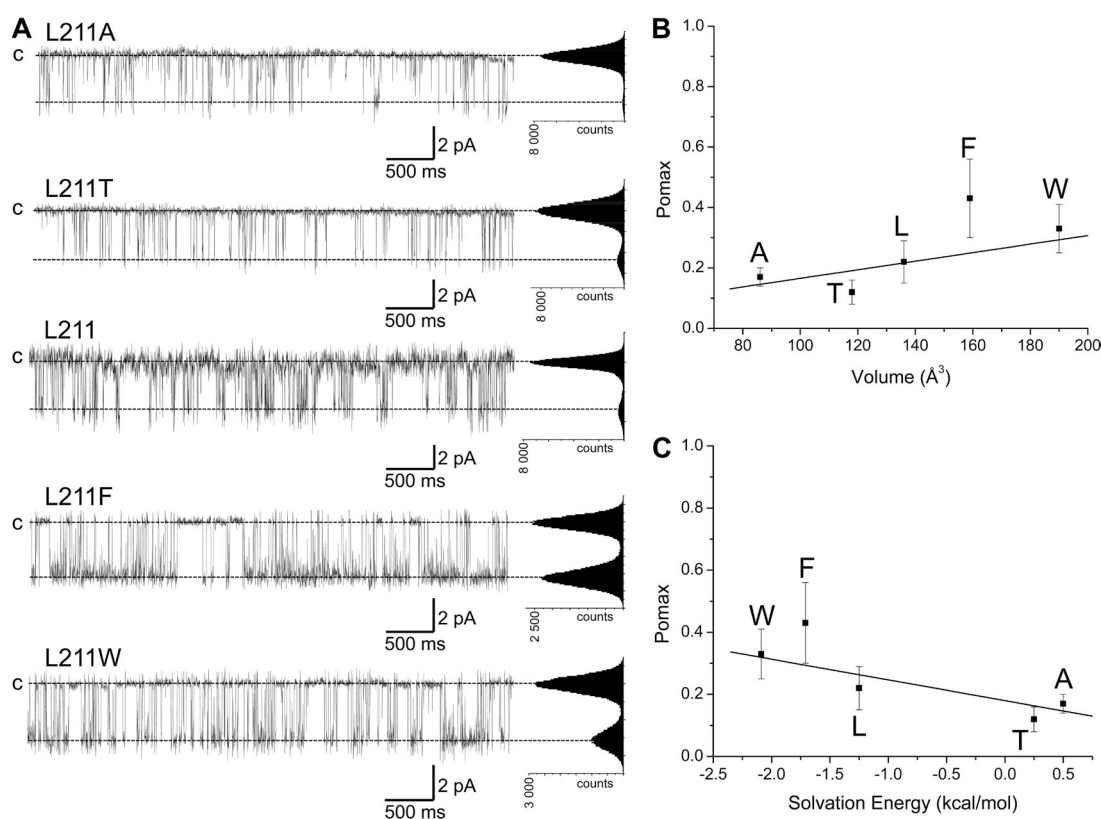 A
L211A
C
8 000
counts
2 pA
500 ms
L211T
C
8 000
counts
2 pA
500 ms
L211
C
8 000
counts
2 pA
500 ms
L211F
C
2 500
counts
2 pA
500 ms
L211W
C
3 000
counts
2 pA
500 ms
B
Pomax
1.0
0.8
0.6
0.4
0.2
0.0
A
T
L
F
W
80 100 120 140 160 180 200
Volume (Å³)
C
Pomax
1.0
0.8
0.6
0.4
0.2
0.0
W
F
L
T
A
-2.5 -2.0 -1.5 -1.0 -0.5 0.0 0.5
Solvation Energy (kcal/mol)